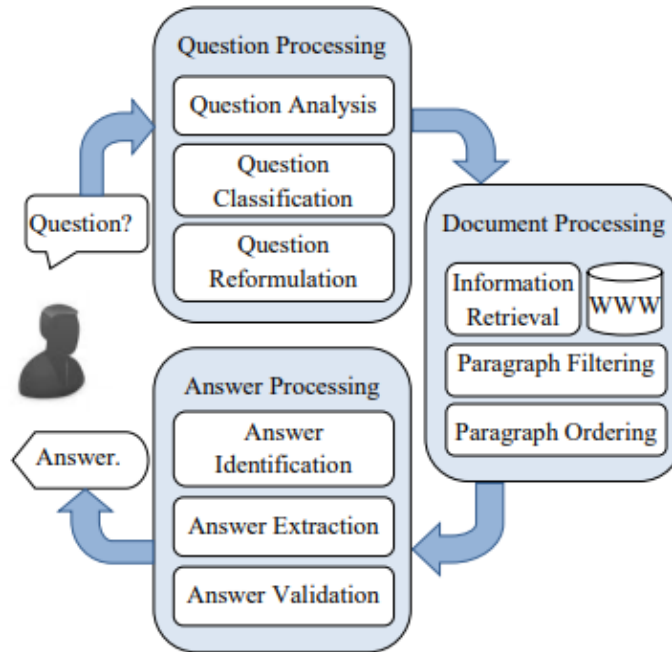 Question Processing
Question Analysis
Question
Classification
Question
Reformulation
Question?
Document Processing
Information
Retrieval
WWW
Paragraph Filtering
Paragraph Ordering
Answer Processing
Answer
Identification
Answer Extraction
Answer Validation
Answer.